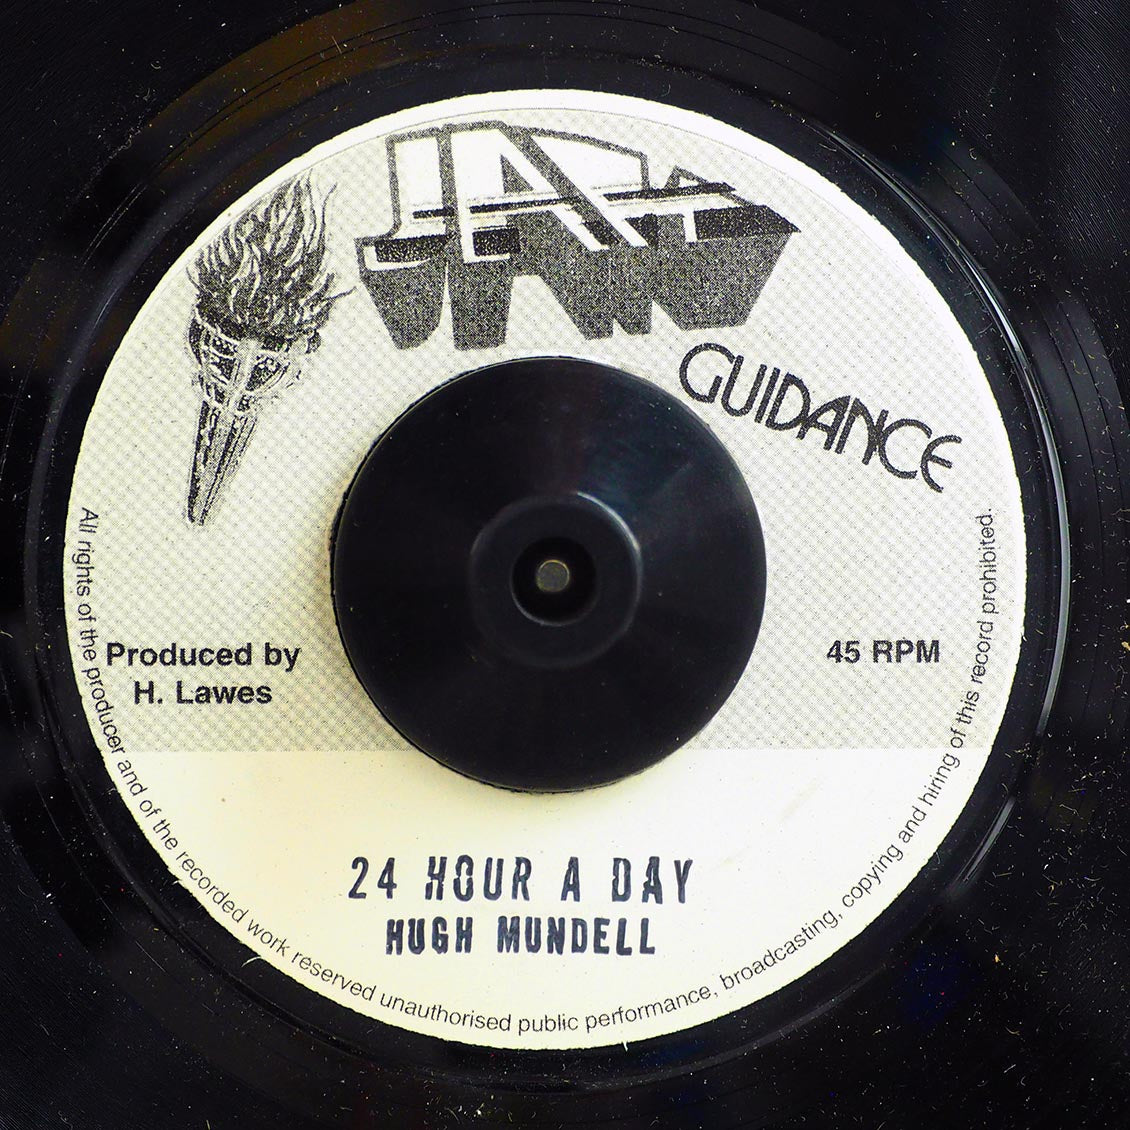 JAH
GUIDANCE
Produced by
H. Lawes
45 RPM
24 HOUR A DAY
HUGH MUNDELL
All rights of the producer and of the recorded work reserved unauthorised public performance, broadcasting, copying and hiring of this record prohibited.